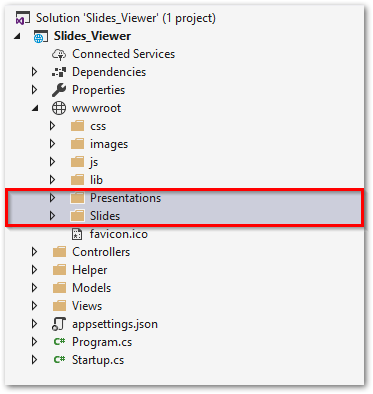 Solution 'Slides_Viewer' (1 project)
Slides_Viewer
Connected Services
Dependencies
Properties
wwwroot
css
images
js
lib
Presentations
Slides
favicon.ico
Controllers
Helper
Models
Views
appsettings.json
C# Program.cs
C# Startup.cs